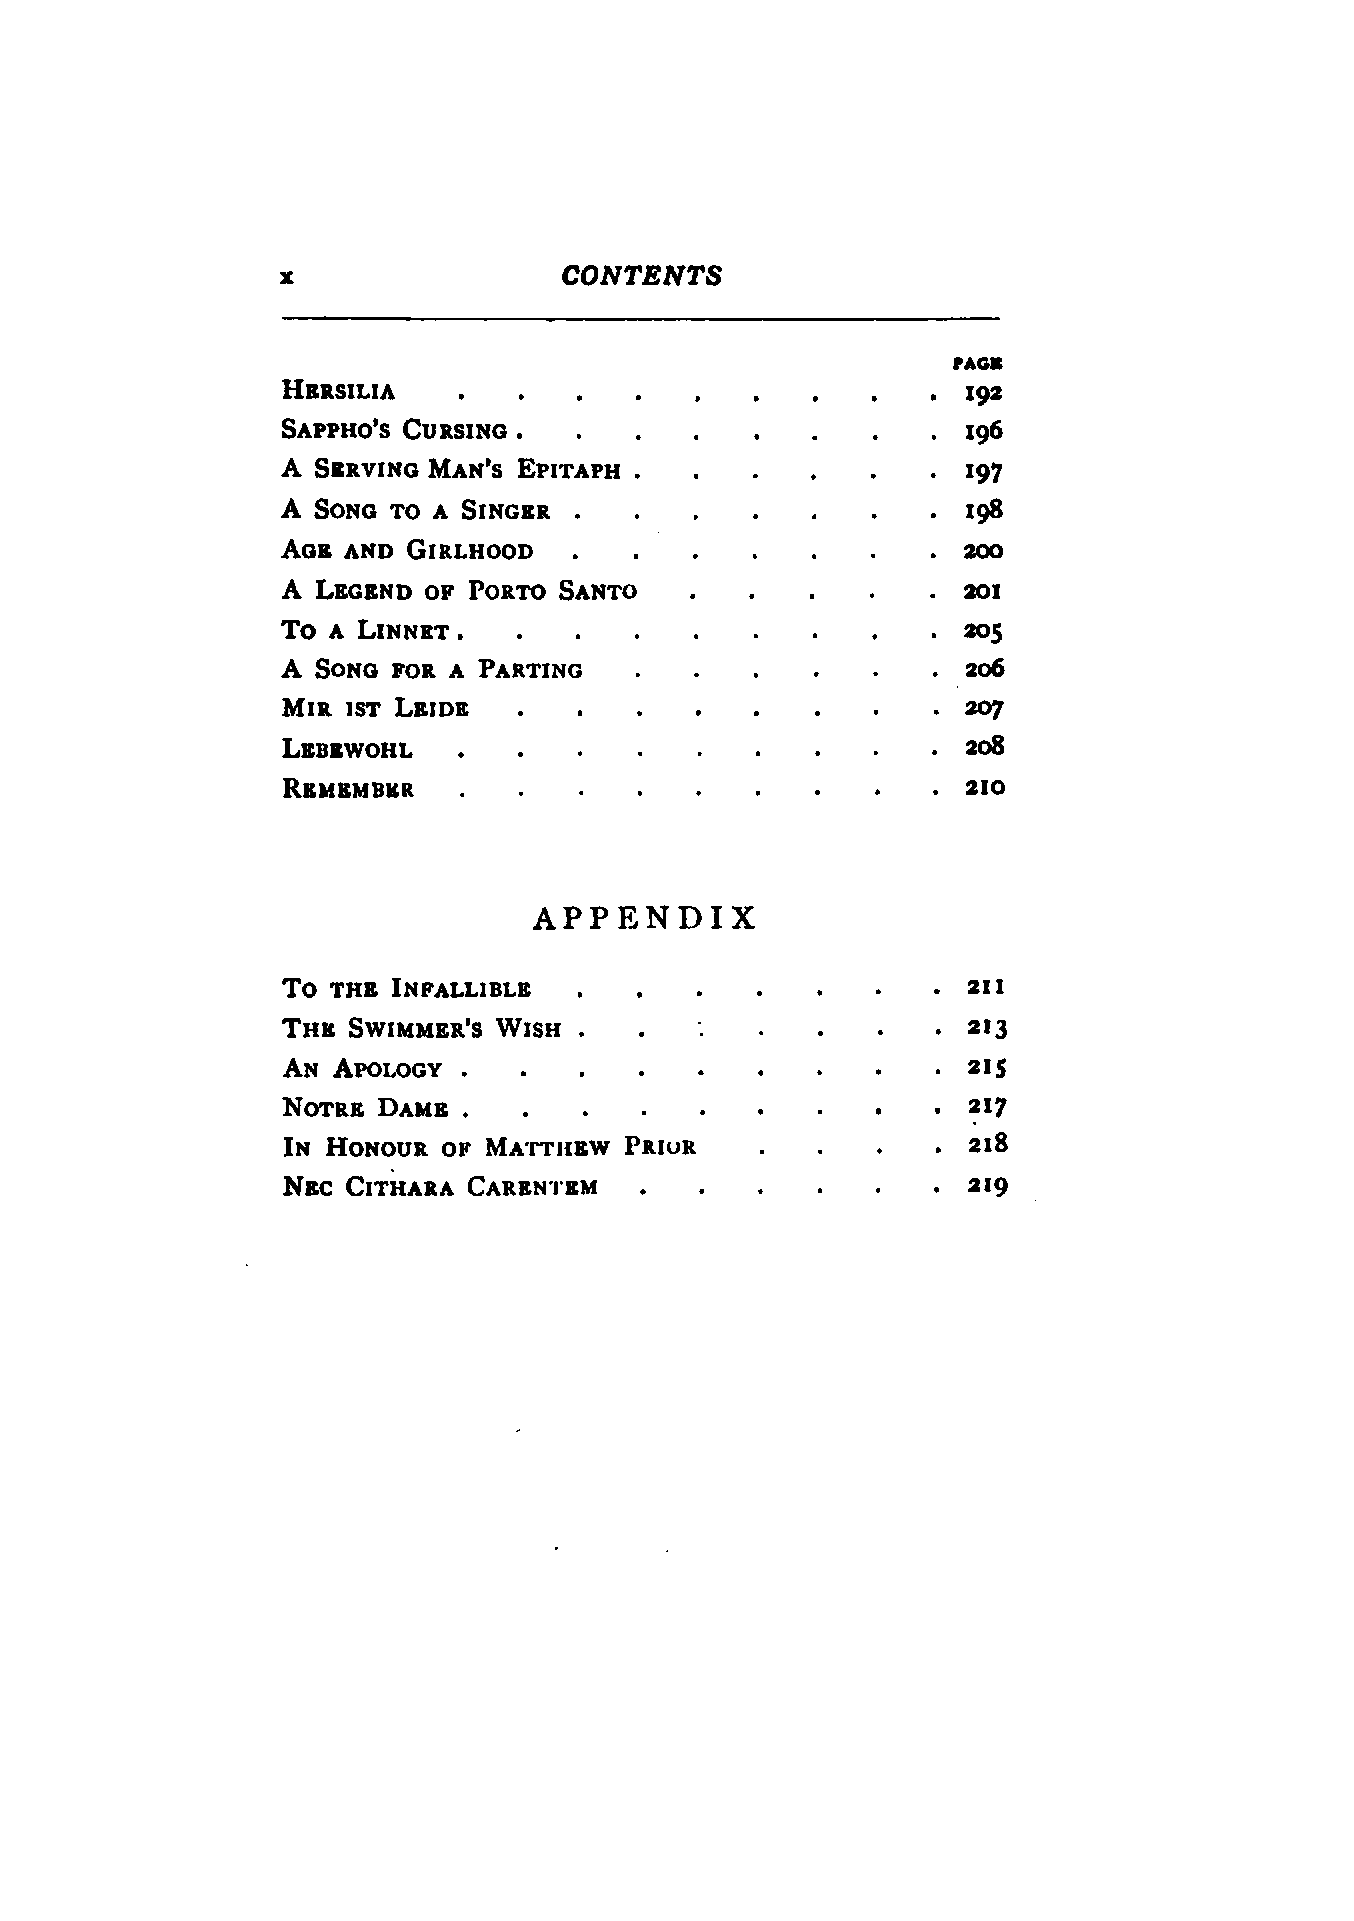 x CONTENTS
PAGE
HERSILIA . . . . . . . . . 192
SAPPHO'S CURSING . . . . . . . . 196
A SERVING MAN'S EPITAPH . . . . . . 197
A SONG TO A SINGER . . . . . . . 198
AGE AND GIRLHOOD . . . . . . . 200
A LEGEND OF PORTO SANTO . . . . . 201
TO A LINNET . . . . . . . . . 205
A SONG FOR A PARTING . . . . . . 206
MIR IST LEIDE . . . . . . . . 207
LEBEWOHL . . . . . . . . . 208
REMEMBER . . . . . . . . . 210
APPENDIX
TO THE INFALLIBLE . . . . . . . 211
THE SWIMMER'S WISH . . . . . . . 213
AN APOLOGY . . . . . . . . . 215
NOTRE DAME . . . . . . . . . 217
IN HONOUR OF MATTHEW PRIOR . . . . 218
NEC CITHARA CARENTEM . . . . . . 219